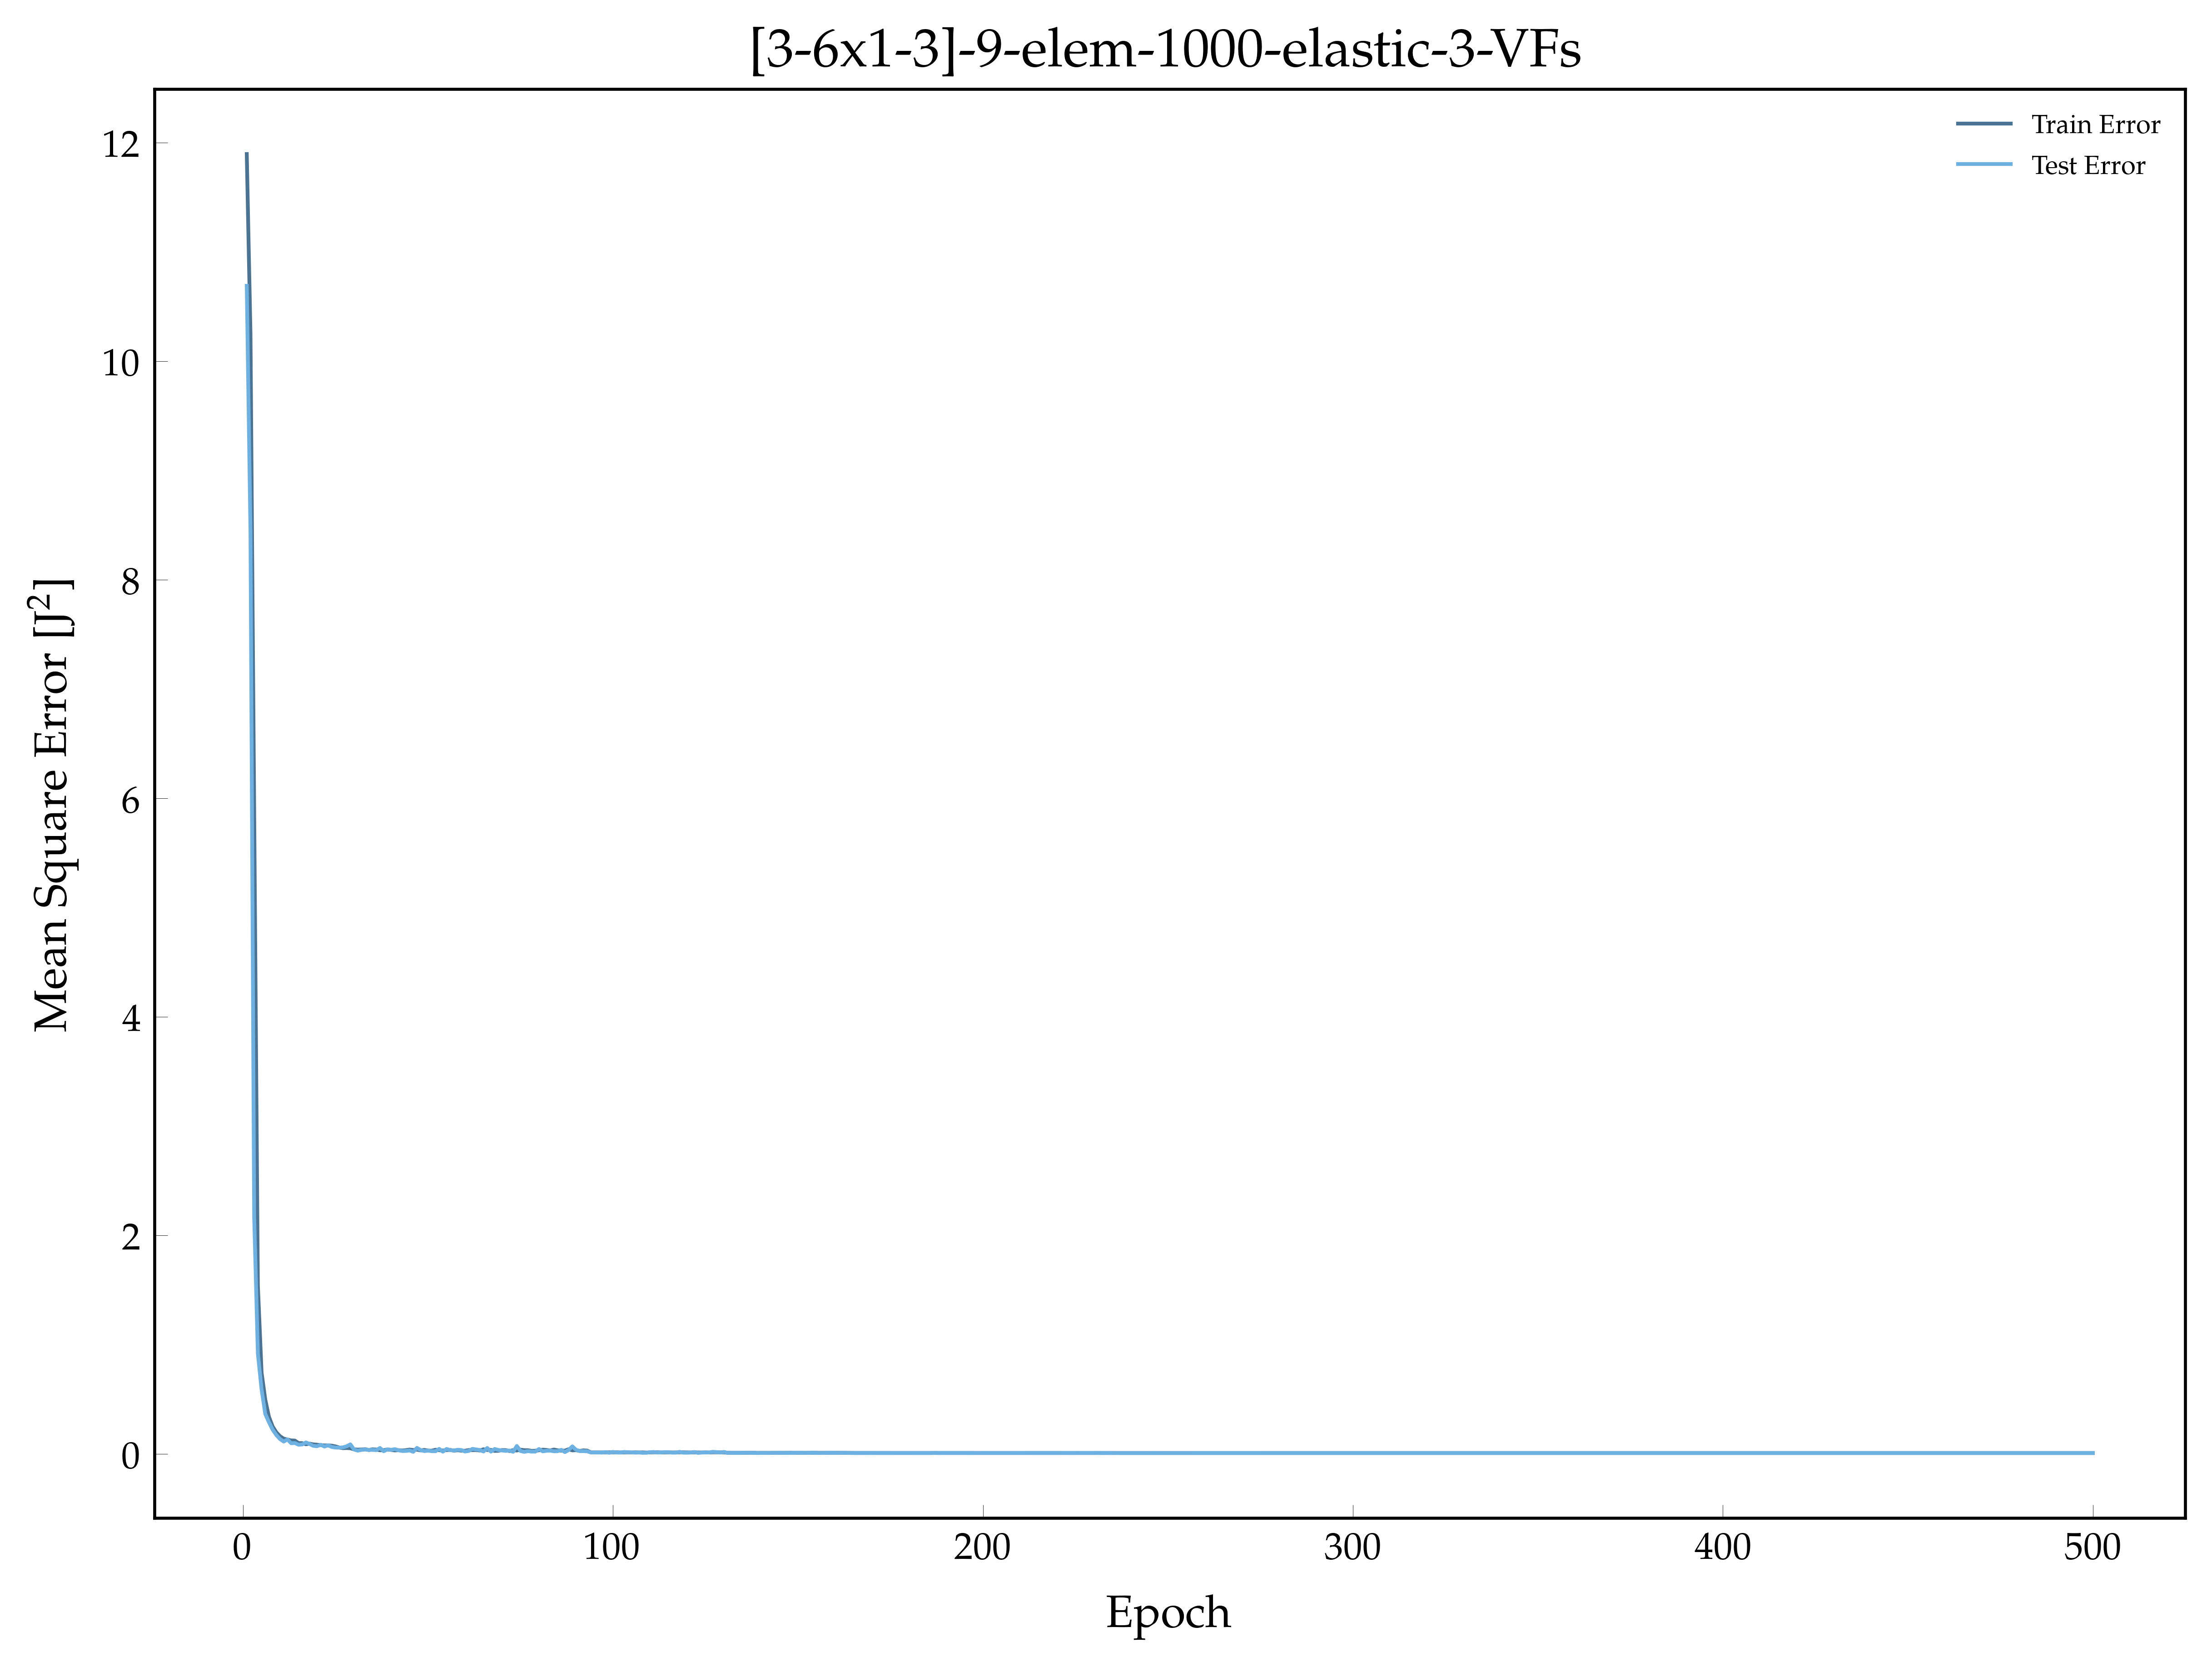 [3-6x1-3]-9-elem-1000-elastic-3-VFs
Train Error
Test Error
Mean Square Error [J²]
12
10
8
6
4
2
0
0 100 200 300 400 500
Epoch